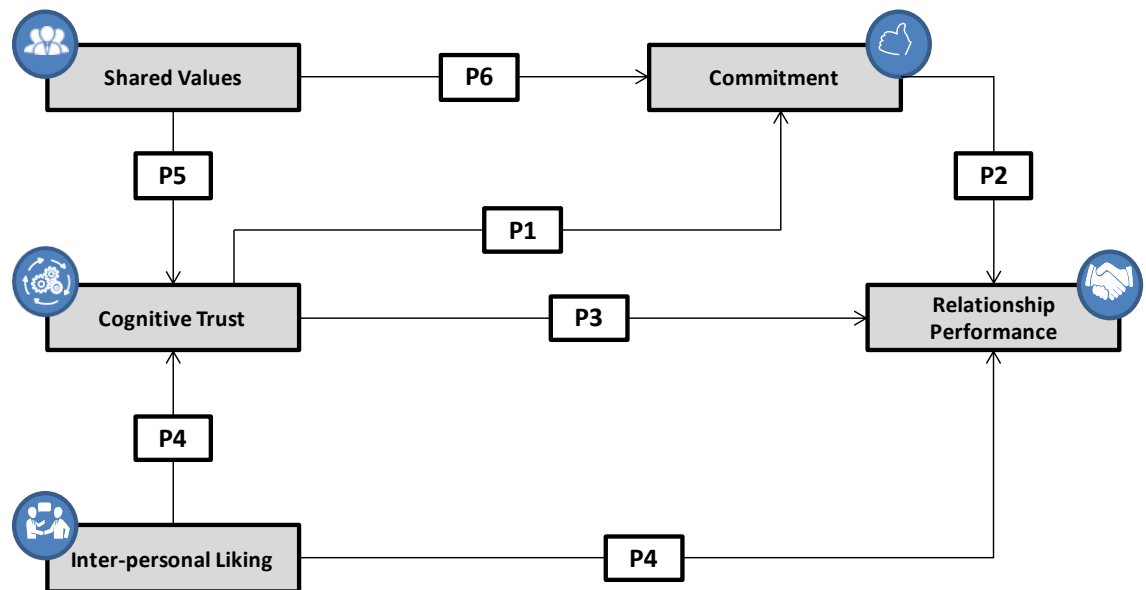 Shared Values
P6
Commitment
P5
P2
P1
Cognitive Trust
P3
Relationship
Performance
P4
Inter-personal Liking
P4